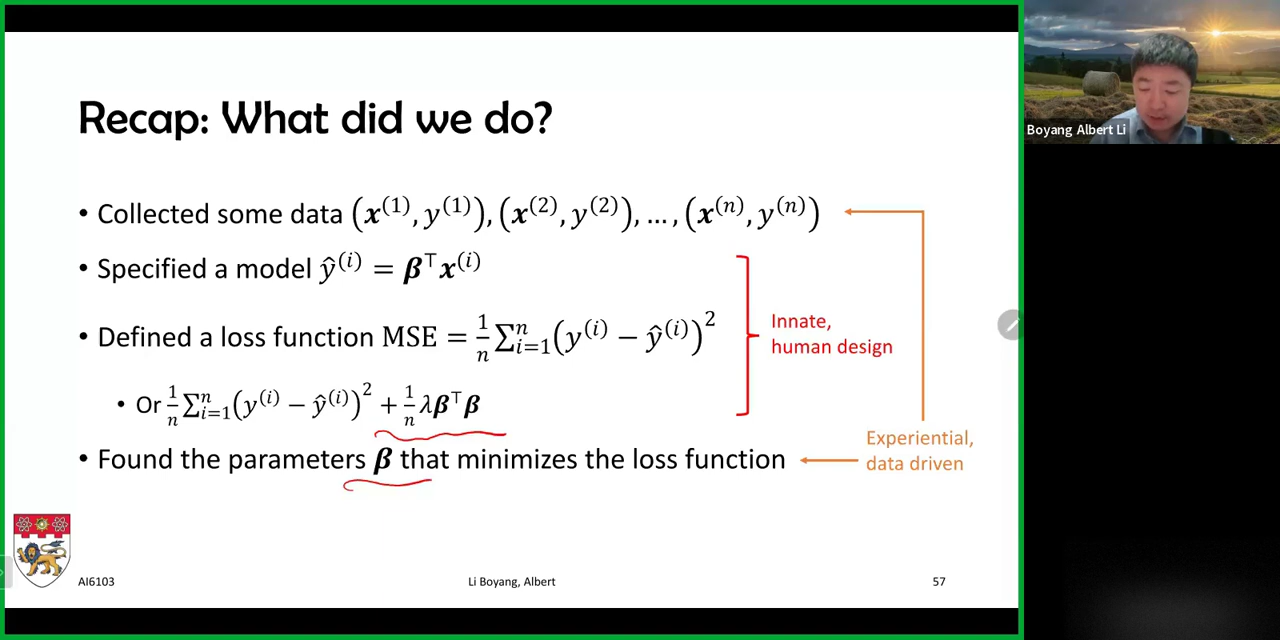 Recap: What did we do?
• Collected some data (𝒙⁽¹⁾, y⁽¹⁾), (𝒙⁽²⁾, y⁽²⁾), … , (𝒙⁽ⁿ⁾, y⁽ⁿ⁾)
• Specified a model ŷ⁽ⁱ⁾ = 𝜷ᵀ𝒙⁽ⁱ⁾
• Defined a loss function MSE = 1/n ∑ⁿᵢ₌₁(y⁽ⁱ⁾ − ŷ⁽ⁱ⁾)²
• Or 1/n ∑ⁿᵢ₌₁(y⁽ⁱ⁾ − ŷ⁽ⁱ⁾)² + 1/n λ𝜷ᵀ𝜷
• Found the parameters 𝜷 that minimizes the loss function
Innate,
human design
Experiential,
data driven
AI6103
Li Boyang, Albert
57
Boyang Albert Li